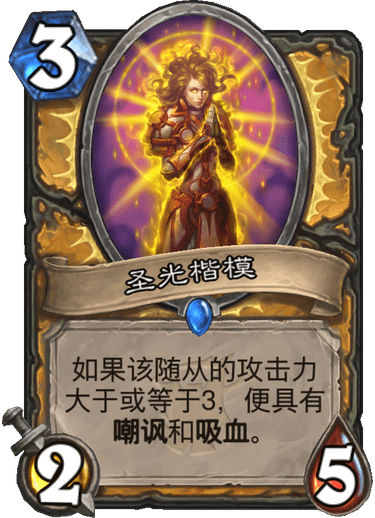 3
圣光楷模
如果该随从的攻击力
大于或等于3，便具有
嘲讽和吸血。
2
5